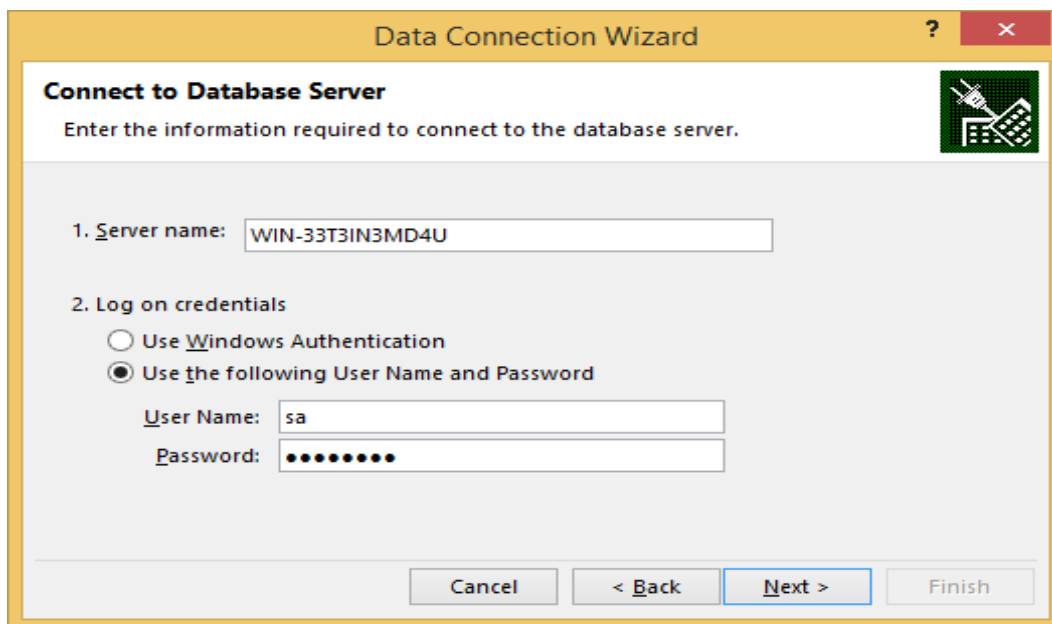 Data Connection Wizard
?
Connect to Database Server
Enter the information required to connect to the database server.
1. Server name: WIN-33T3IN3MD4U
2. Log on credentials
Use Windows Authentication
Use the following User Name and Password
User Name: sa
Password: ●●●●●●●●
Cancel < Back Next > Finish